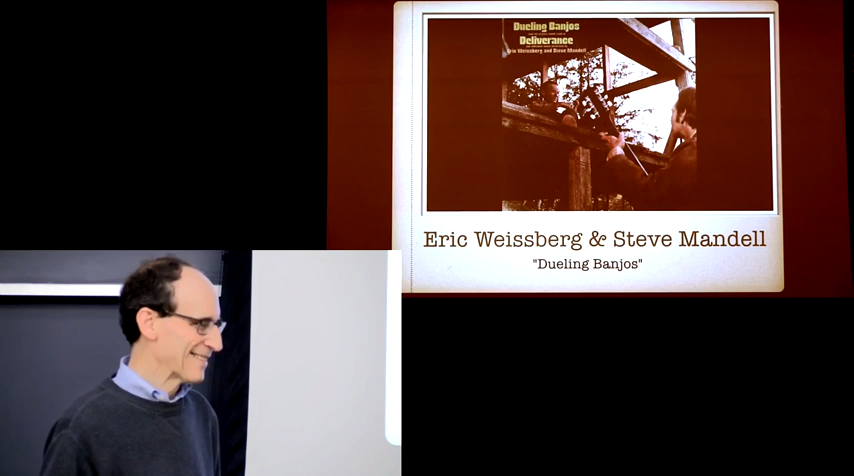 Dueling Banjos
Deliverance
Eric Weissberg and Steve Mandell
Eric Weissberg & Steve Mandell
"Dueling Banjos"